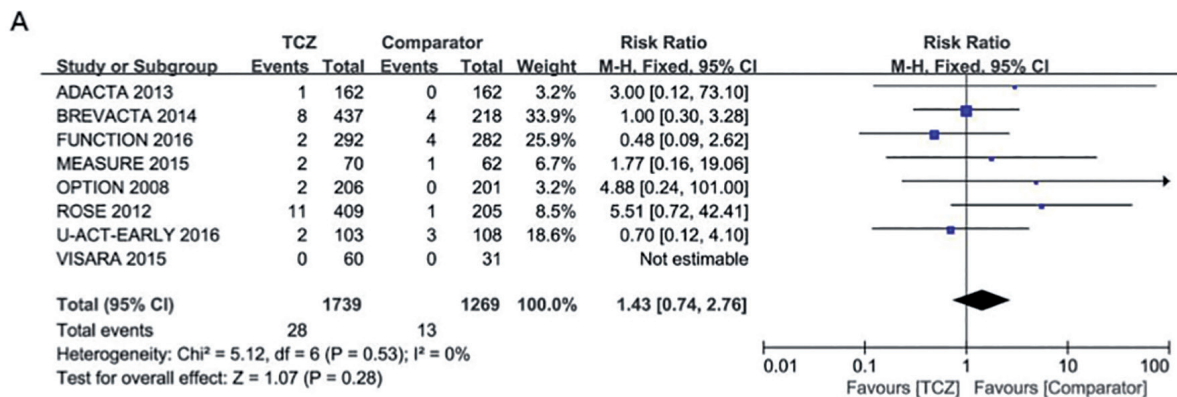 A
TCZ Comparator Risk Ratio Risk Ratio
Study or Subgroup Events Total Events Total Weight M-H, Fixed, 95% CI M-H, Fixed, 95% CI
ADACTA 2013 1 162 0 162 3.2% 3.00 [0.12, 73.10]
BREVACTA 2014 8 437 4 218 33.9% 1.00 [0.30, 3.28]
FUNCTION 2016 2 292 4 282 25.9% 0.48 [0.09, 2.62]
MEASURE 2015 2 70 1 62 6.7% 1.77 [0.16, 19.06]
OPTION 2008 2 206 0 201 3.2% 4.88 [0.24, 101.00]
ROSE 2012 11 409 1 205 8.5% 5.51 [0.72, 42.41]
U-ACT-EARLY 2016 2 103 3 108 18.6% 0.70 [0.12, 4.10]
VISARA 2015 0 60 0 31 Not estimable
Total (95% CI) 1739 1269 100.0% 1.43 [0.74, 2.76]
Total events 28 13
Heterogeneity: Chi² = 5.12, df = 6 (P = 0.53); I² = 0%
Test for overall effect: Z = 1.07 (P = 0.28)
0.01 0.1 1 10 100
Favours [TCZ] Favours [Comparator]